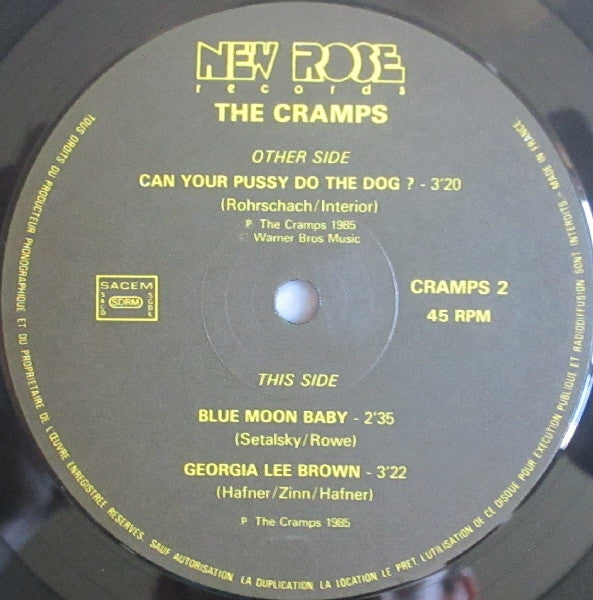 NEW ROSE
records
THE CRAMPS
OTHER SIDE
CAN YOUR PUSSY DO THE DOG ? - 3'20
(Rohrschach/Interior)
℗ The Cramps 1985
© Warner Bros Music
SACEM
SACD
SDRM
SGDL
CRAMPS 2
45 RPM
THIS SIDE
BLUE MOON BABY - 2'35
(Setalsky/Rowe)
GEORGIA LEE BROWN - 3'22
(Hafner/Zinn/Hafner)
℗ The Cramps 1985
TOUS DROITS DU PRODUCTEUR PHONOGRAPHIQUE ET DU PROPRIETAIRE DE L'ŒUVRE ENREGISTREE RESERVES. SAUF AUTORISATION, LA DUPLICATION, LA LOCATION, LE PRET, L'UTILISATION DE CE DISQUE POUR EXECUTION PUBLIQUE ET RADIODIFFUSION SONT INTERDITS - MADE IN FRANCE